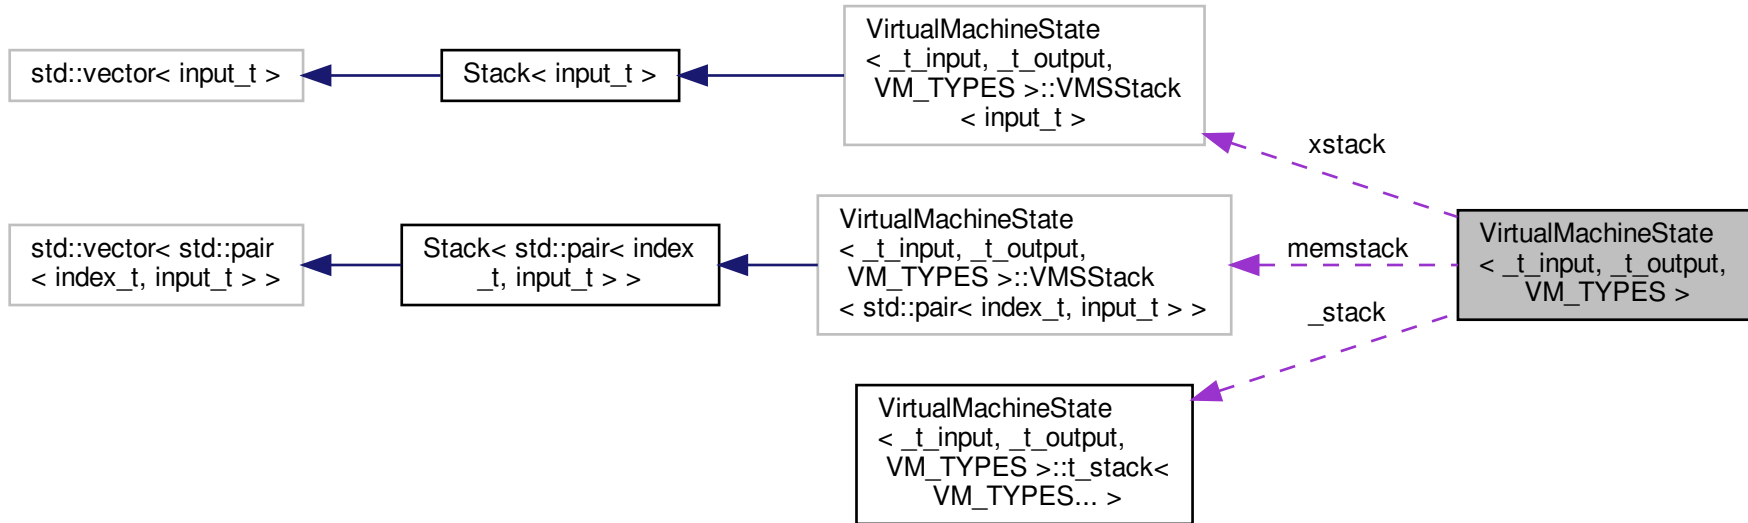 std::vector< input_t >
Stack< input_t >
VirtualMachineState
< _t_input, _t_output,
VM_TYPES >::VMSStack
< input_t >
xstack
std::vector< std::pair
< index_t, input_t > >
Stack< std::pair< index
_t, input_t > >
VirtualMachineState
< _t_input, _t_output,
VM_TYPES >::VMSStack
< std::pair< index_t, input_t > >
memstack
VirtualMachineState
< _t_input, _t_output,
VM_TYPES >
_stack
VirtualMachineState
< _t_input, _t_output,
VM_TYPES >::t_stack<
VM_TYPES... >